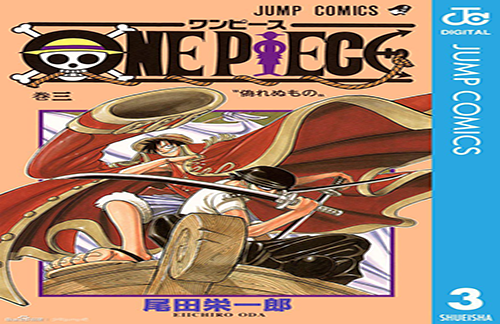 JUMP COMICS
ワンピース
ONE PIECE
巻三
〝偽れぬもの〟
尾田栄一郎
EIICHIRO ODA
DIGITAL
JUMP COMICS
3
SHUEISHA